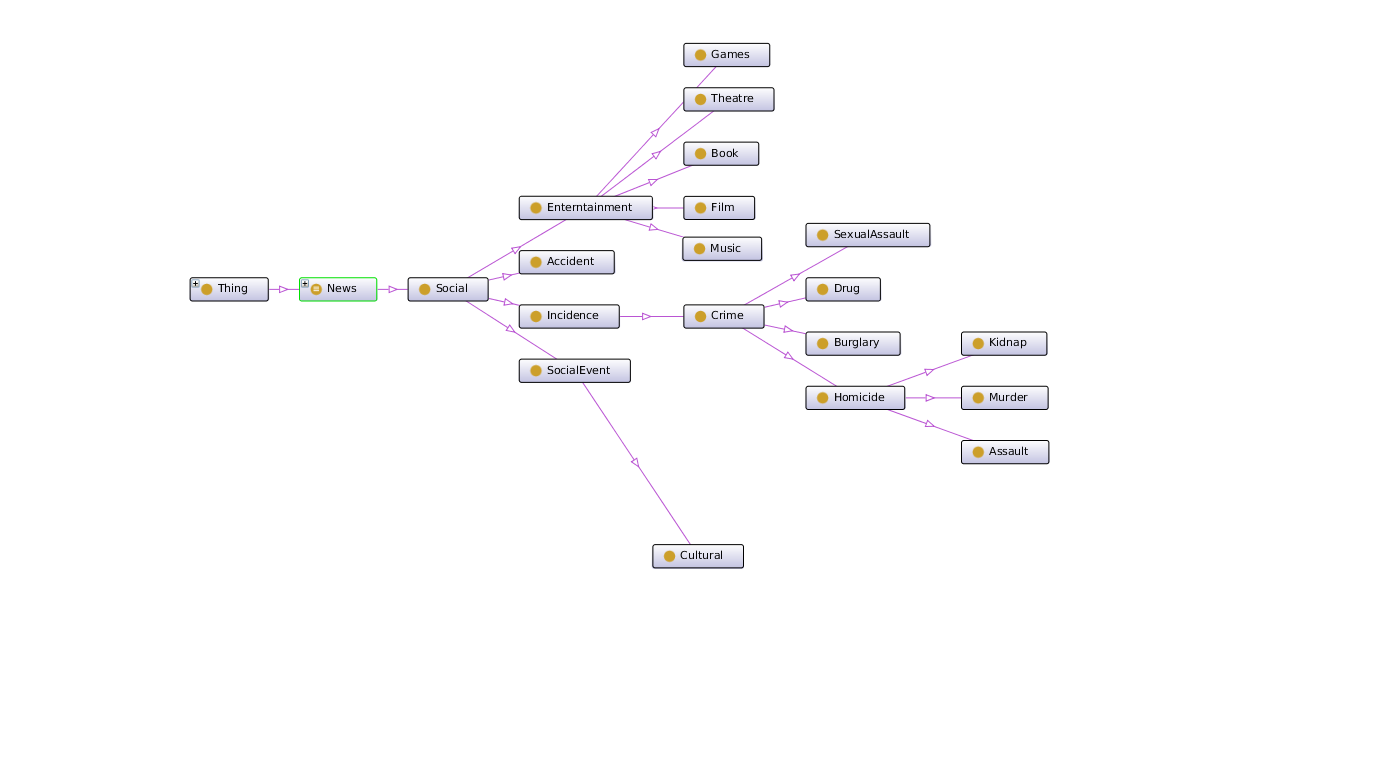 Games
Theatre
Book
Enterntainment
Film
SexualAssault
Music
Accident
Thing
News
Social
Drug
Incidence
Crime
Burglary
Kidnap
SocialEvent
Homicide
Murder
Assault
Cultural